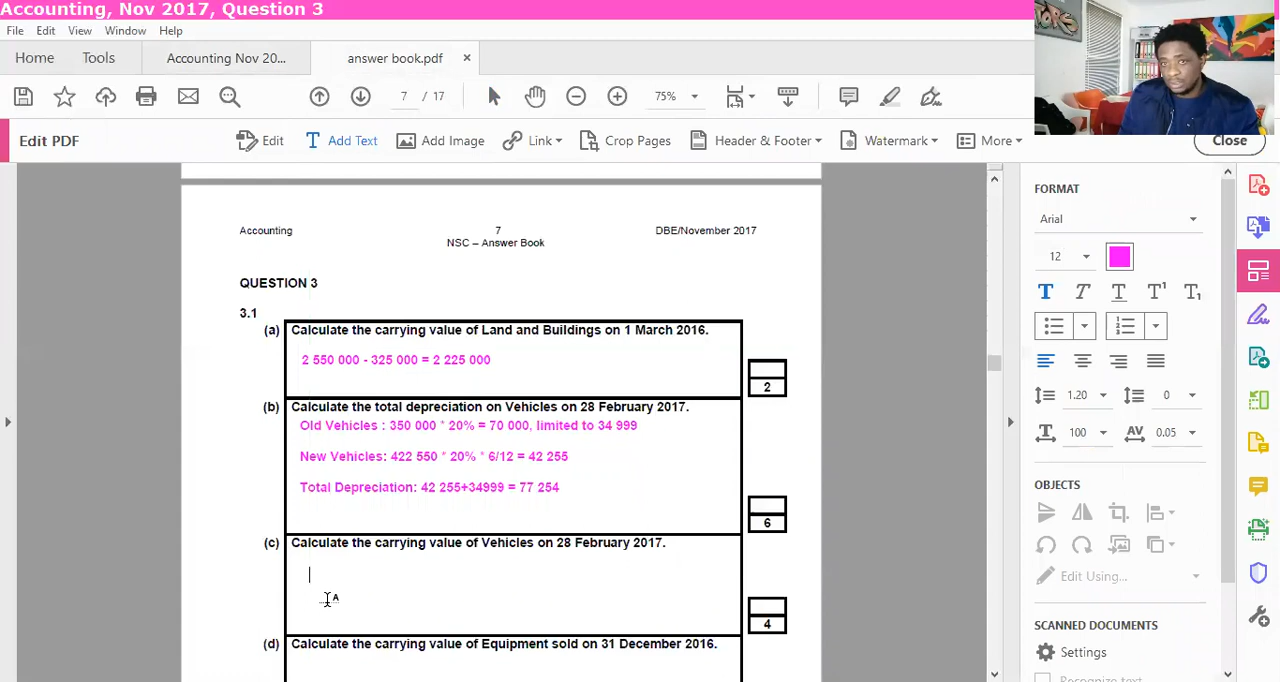 Accounting, Nov 2017, Question 3
File Edit View Window Help
Home Tools Accounting Nov 20... answer book.pdf ×
7 / 17 75%
Edit PDF Edit Add Text Add Image Link Crop Pages Header & Footer Watermark More Close
FORMAT
Arial
12
1.20 0
100 0.05
OBJECTS
Edit Using...
SCANNED DOCUMENTS
Settings
Recognize text
Accounting 7 DBE/November 2017
NSC – Answer Book
QUESTION 3
3.1
(a) Calculate the carrying value of Land and Buildings on 1 March 2016.
2 550 000 - 325 000 = 2 225 000
2
(b) Calculate the total depreciation on Vehicles on 28 February 2017.
Old Vehicles : 350 000 * 20% = 70 000, limited to 34 999
New Vehicles: 422 550 * 20% * 6/12 = 42 255
Total Depreciation: 42 255+34999 = 77 254
6
(c) Calculate the carrying value of Vehicles on 28 February 2017.
4
(d) Calculate the carrying value of Equipment sold on 31 December 2016.